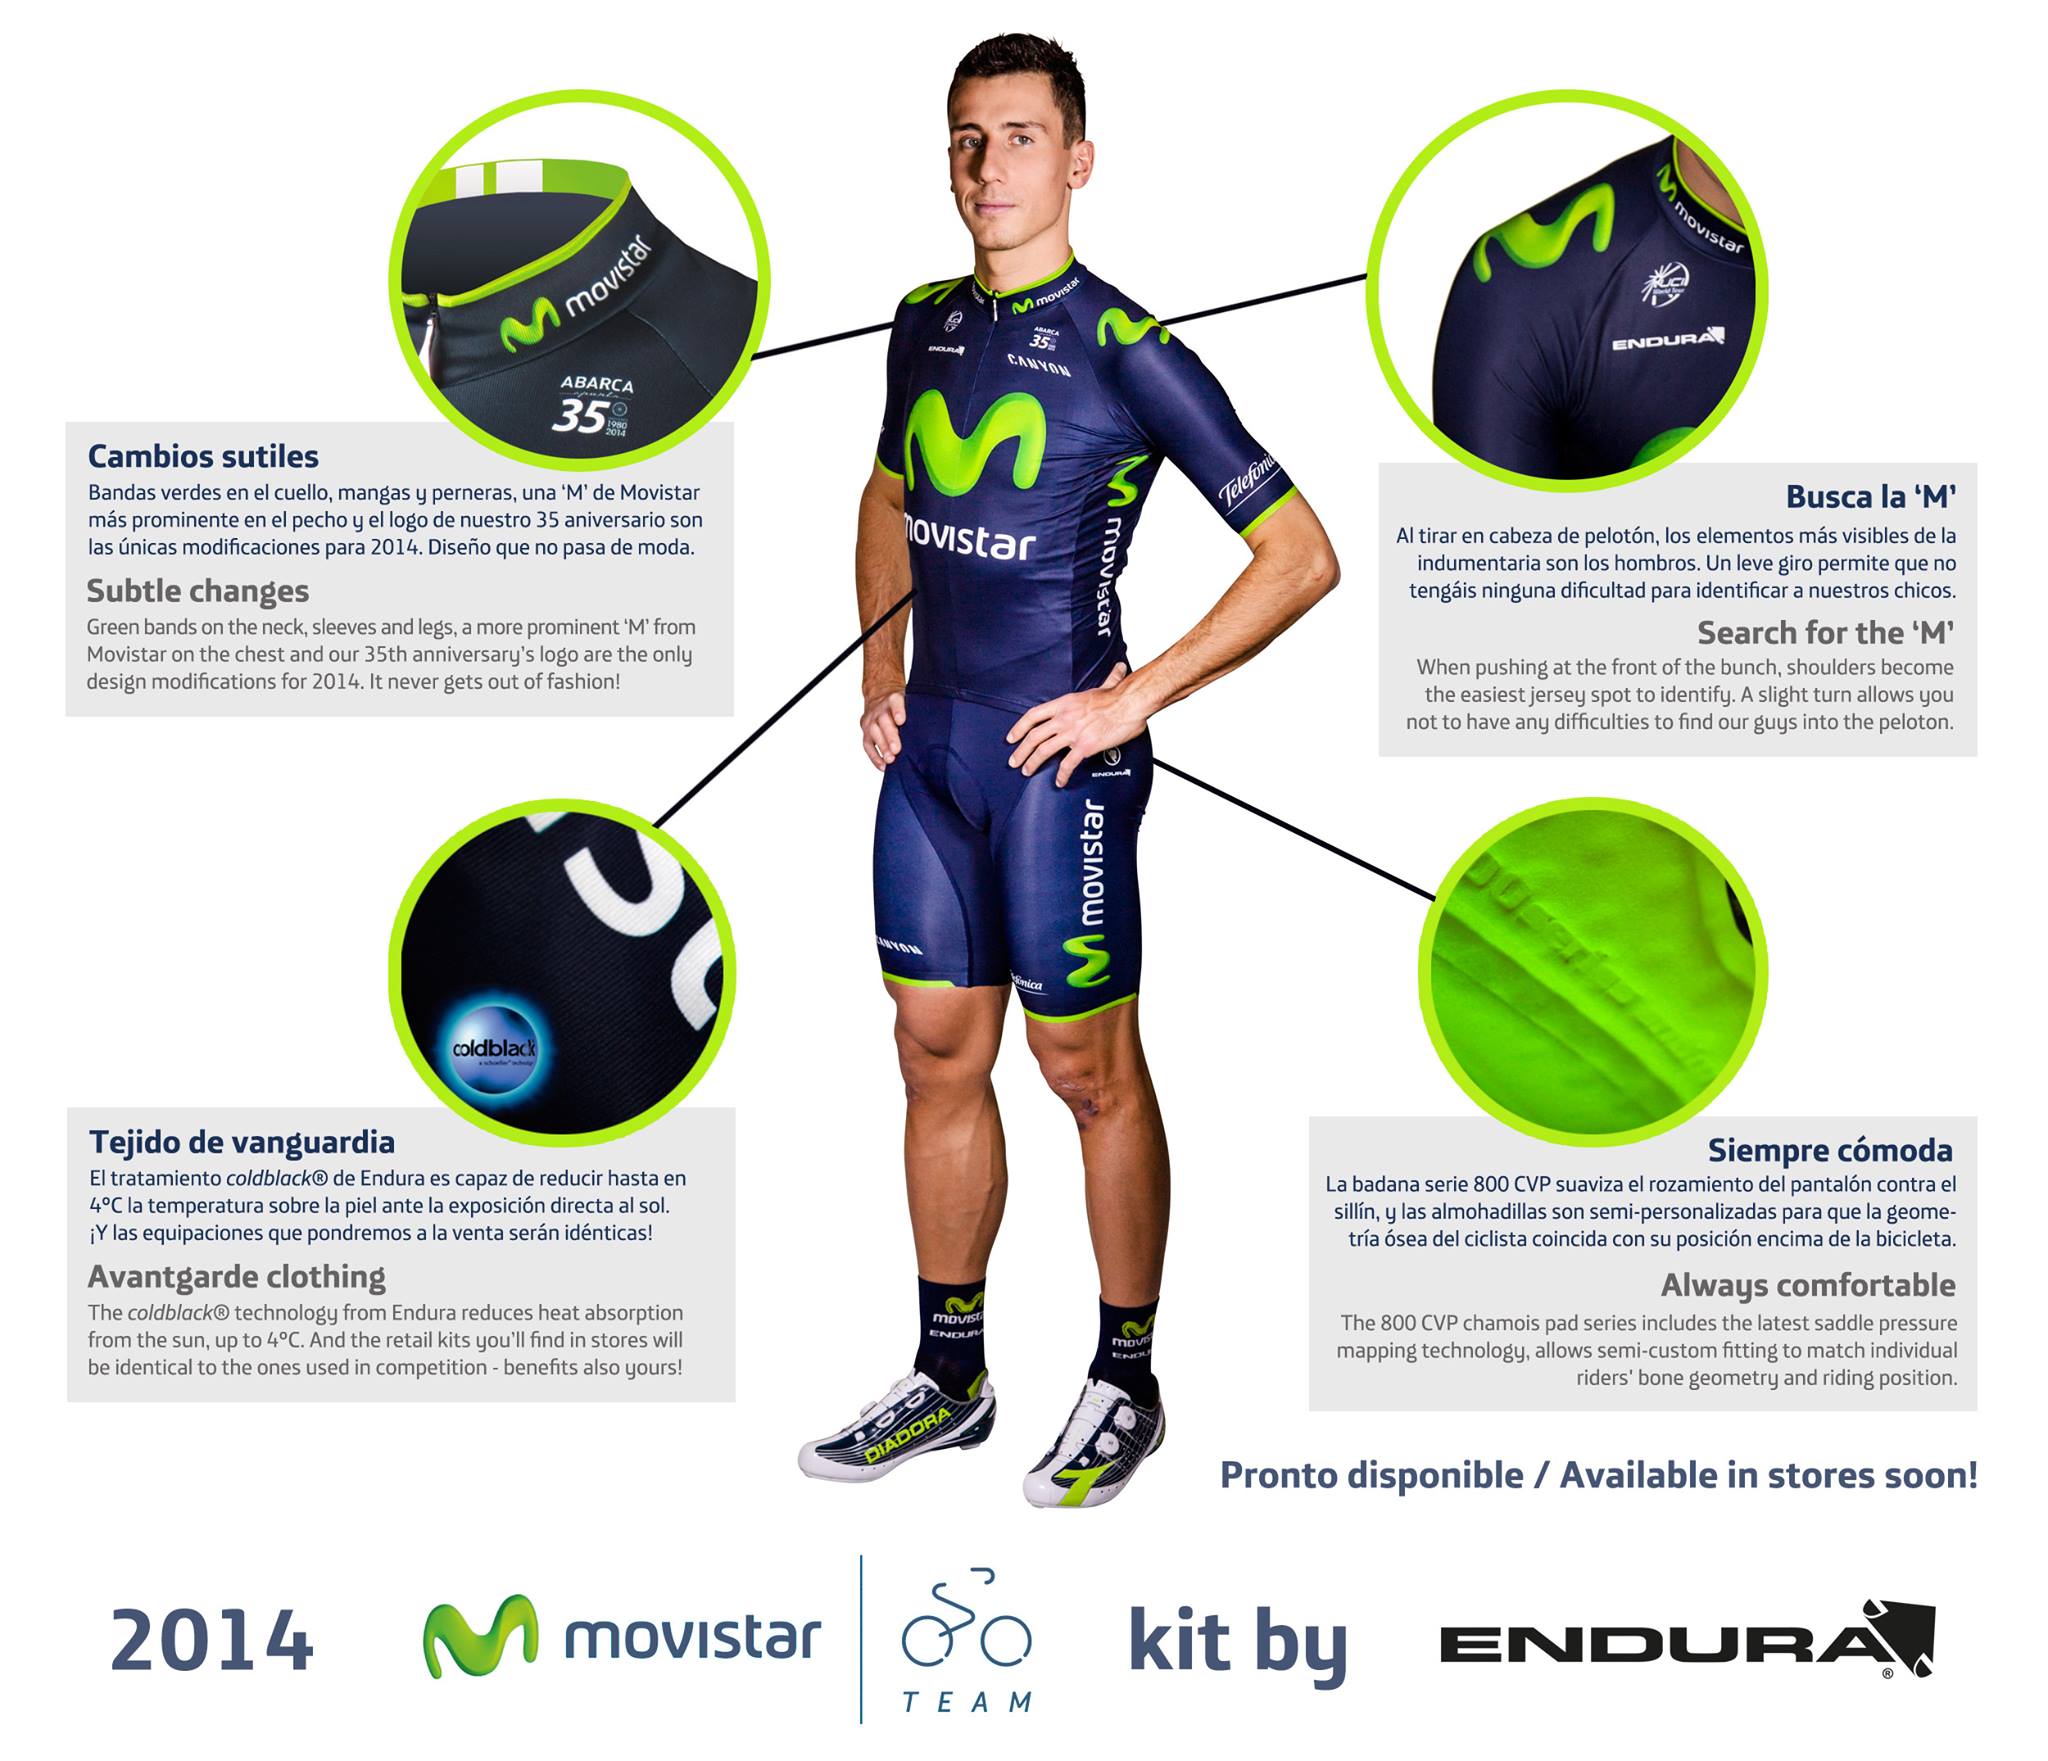 movistar
ABARCA
35
1980
2014
Cambios sutiles
Bandas verdes en el cuello, mangas y perneras, una ‘M’ de Movistar
más prominente en el pecho y el logo de nuestro 35 aniversario son
las únicas modificaciones para 2014. Diseño que no pasa de moda.
Subtle changes
Green bands on the neck, sleeves and legs, a more prominent ‘M’ from
Movistar on the chest and our 35th anniversary’s logo are the only
design modifications for 2014. It never gets out of fashion!
movistar
UCI
World Tour
ENDURA
Busca la ‘M’
Al tirar en cabeza de pelotón, los elementos más visibles de la
indumentaria son los hombros. Un leve giro permite que no
tengáis ninguna dificultad para identificar a nuestros chicos.
Search for the ‘M’
When pushing at the front of the bunch, shoulders become
the easiest jersey spot to identify. A slight turn allows you
not to have any difficulties to find our guys into the peloton.
movistar
ABARCA
35
ENDURA
CANYON
Telefónica
movistar
movistar
ENDURA
movistar
CANYON
movistar
ENDURA
DIADORA
coldblack
Tejido de vanguardia
El tratamiento coldblack® de Endura es capaz de reducir hasta en
4ºC la temperatura sobre la piel ante la exposición directa al sol.
¡Y las equipaciones que pondremos a la venta serán idénticas!
Avantgarde clothing
The coldblack® technology from Endura reduces heat absorption
from the sun, up to 4ºC. And the retail kits you’ll find in stores will
be identical to the ones used in competition - benefits also yours!
Siempre cómoda
La badana serie 800 CVP suaviza el rozamiento del pantalón contra el
sillín, y las almohadillas son semi-personalizadas para que la geome-
tría ósea del ciclista coincida con su posición encima de la bicicleta.
Always comfortable
The 800 CVP chamois pad series includes the latest saddle pressure
mapping technology, allows semi-custom fitting to match individual
riders' bone geometry and riding position.
Pronto disponible / Available in stores soon!
2014 movistar TEAM kit by ENDURA®